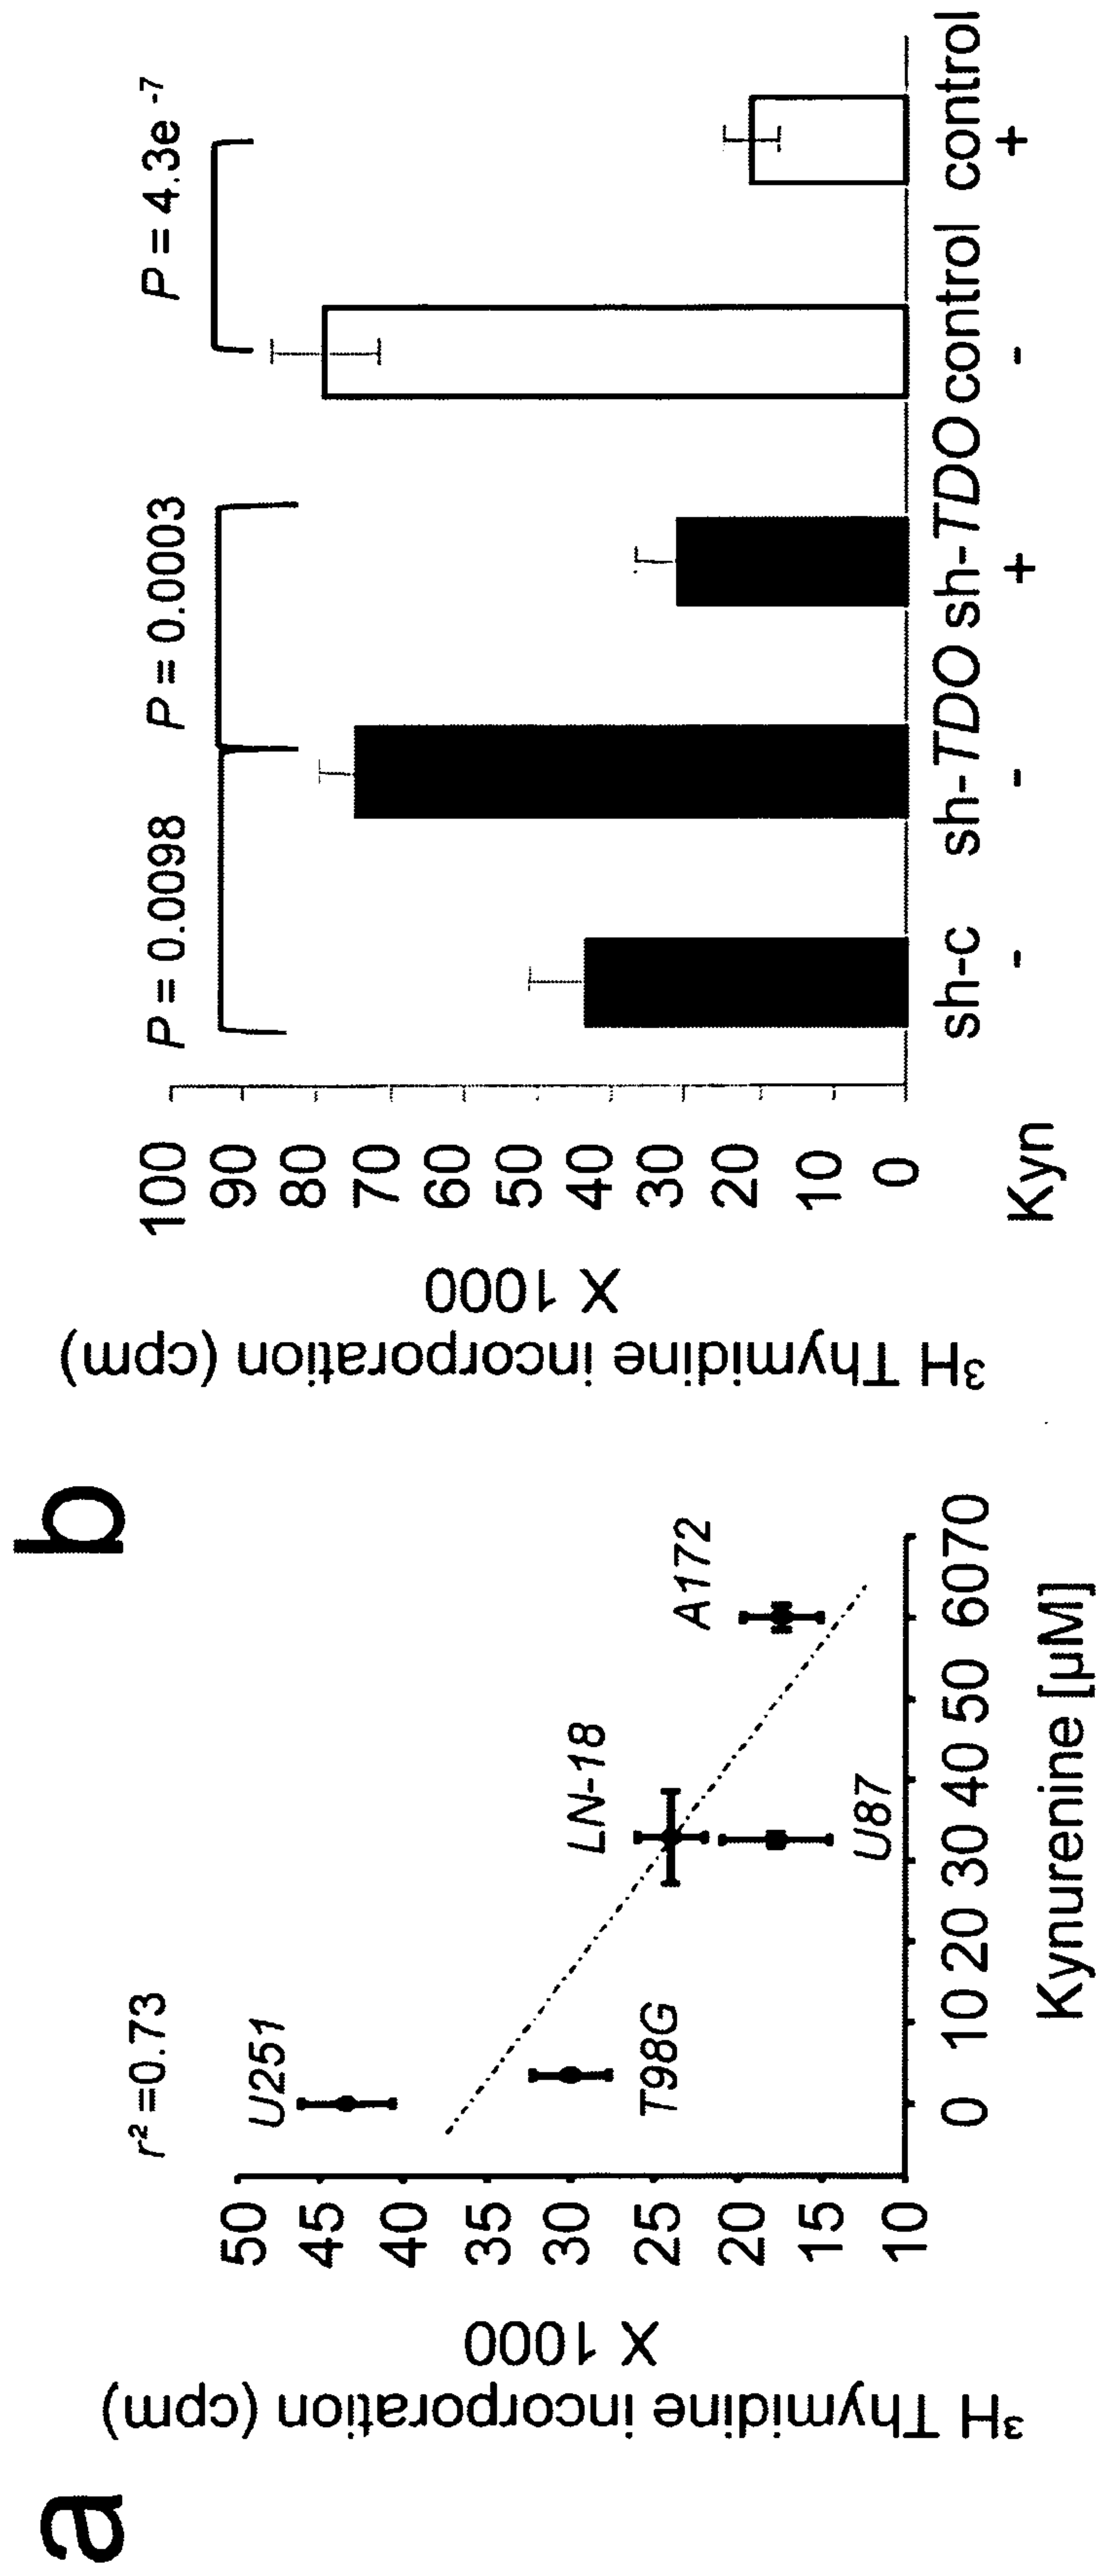 a
r² =0.73
³H Thymidine incorporation (cpm)
X 1000
50
45
40
35
30
25
20
15
10
U251
T98G
LN-18
U87
A172
0 10 20 30 40 50 6070
Kynurenine [µM]
b
P = 0.0098 P = 0.0003 P = 4.3e -7
³H Thymidine incorporation (cpm)
X 1000
100
90
80
70
60
50
40
30
20
10
0
sh-c sh-TDO sh-TDO control control
Kyn - - + - +